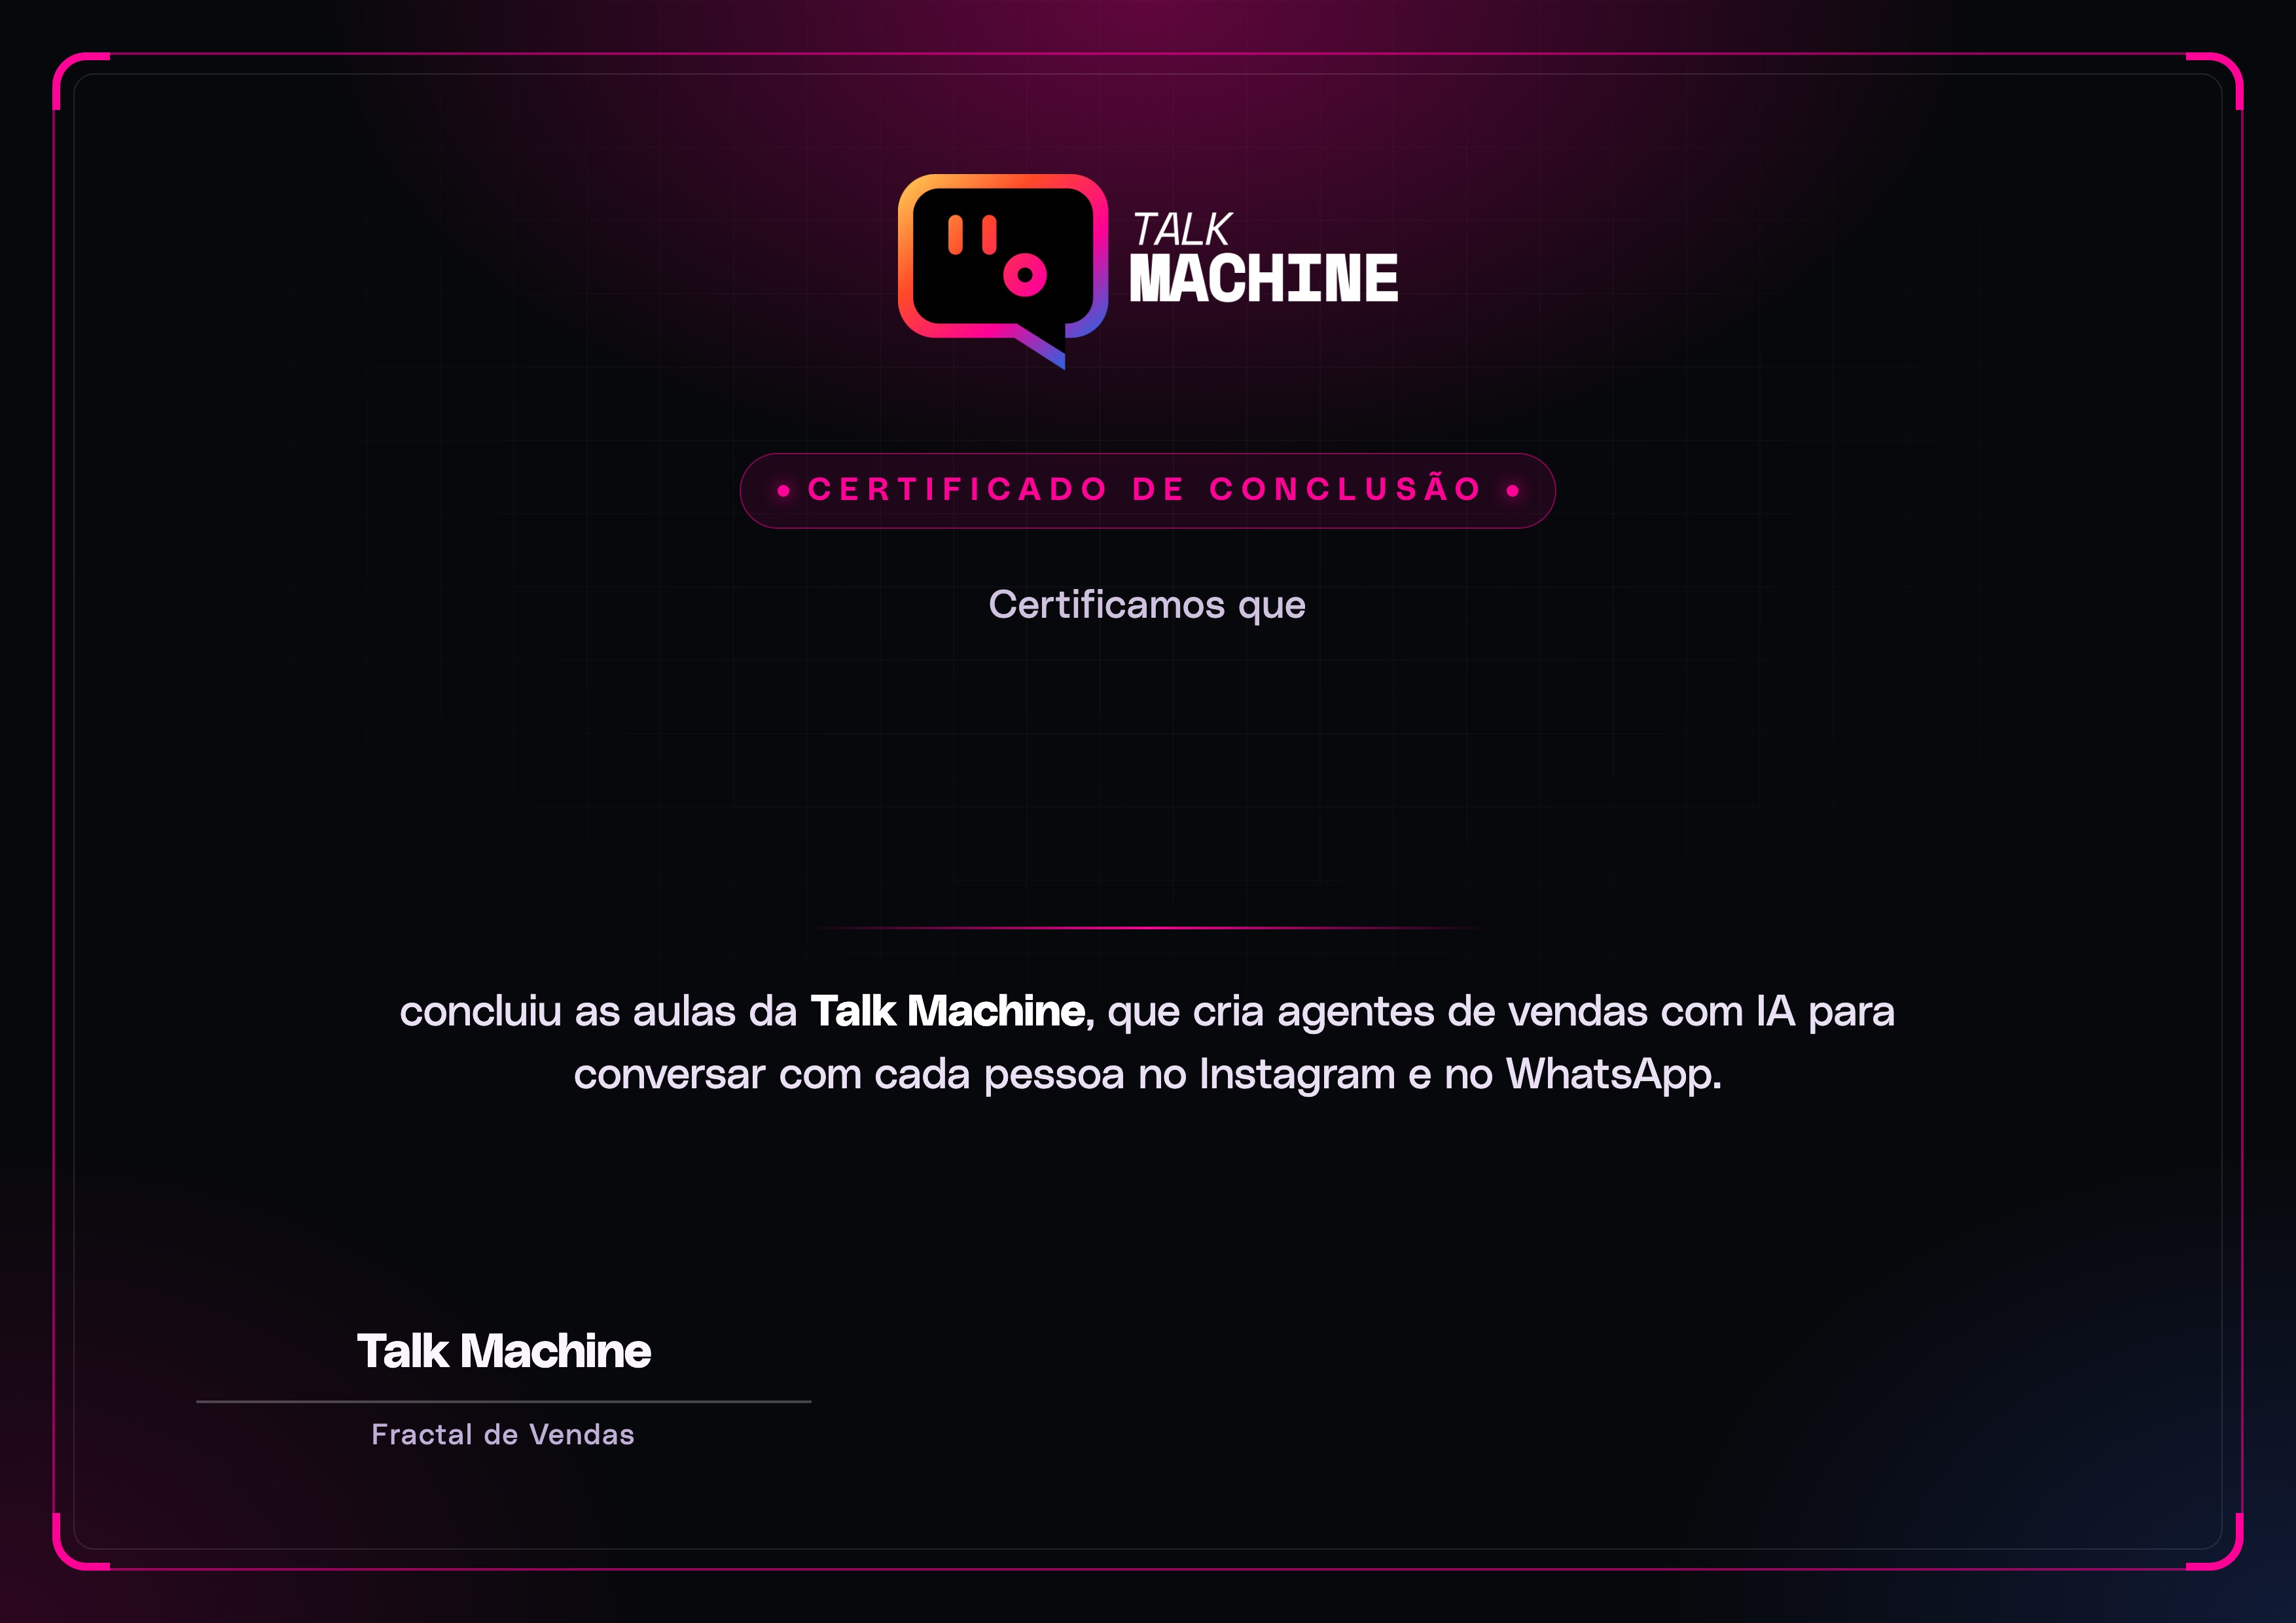 TALK
MACHINE
CERTIFICADO DE CONCLUSÃO
Certificamos que
concluiu as aulas da Talk Machine, que cria agentes de vendas com IA para
conversar com cada pessoa no Instagram e no WhatsApp.
Talk Machine
Fractal de Vendas